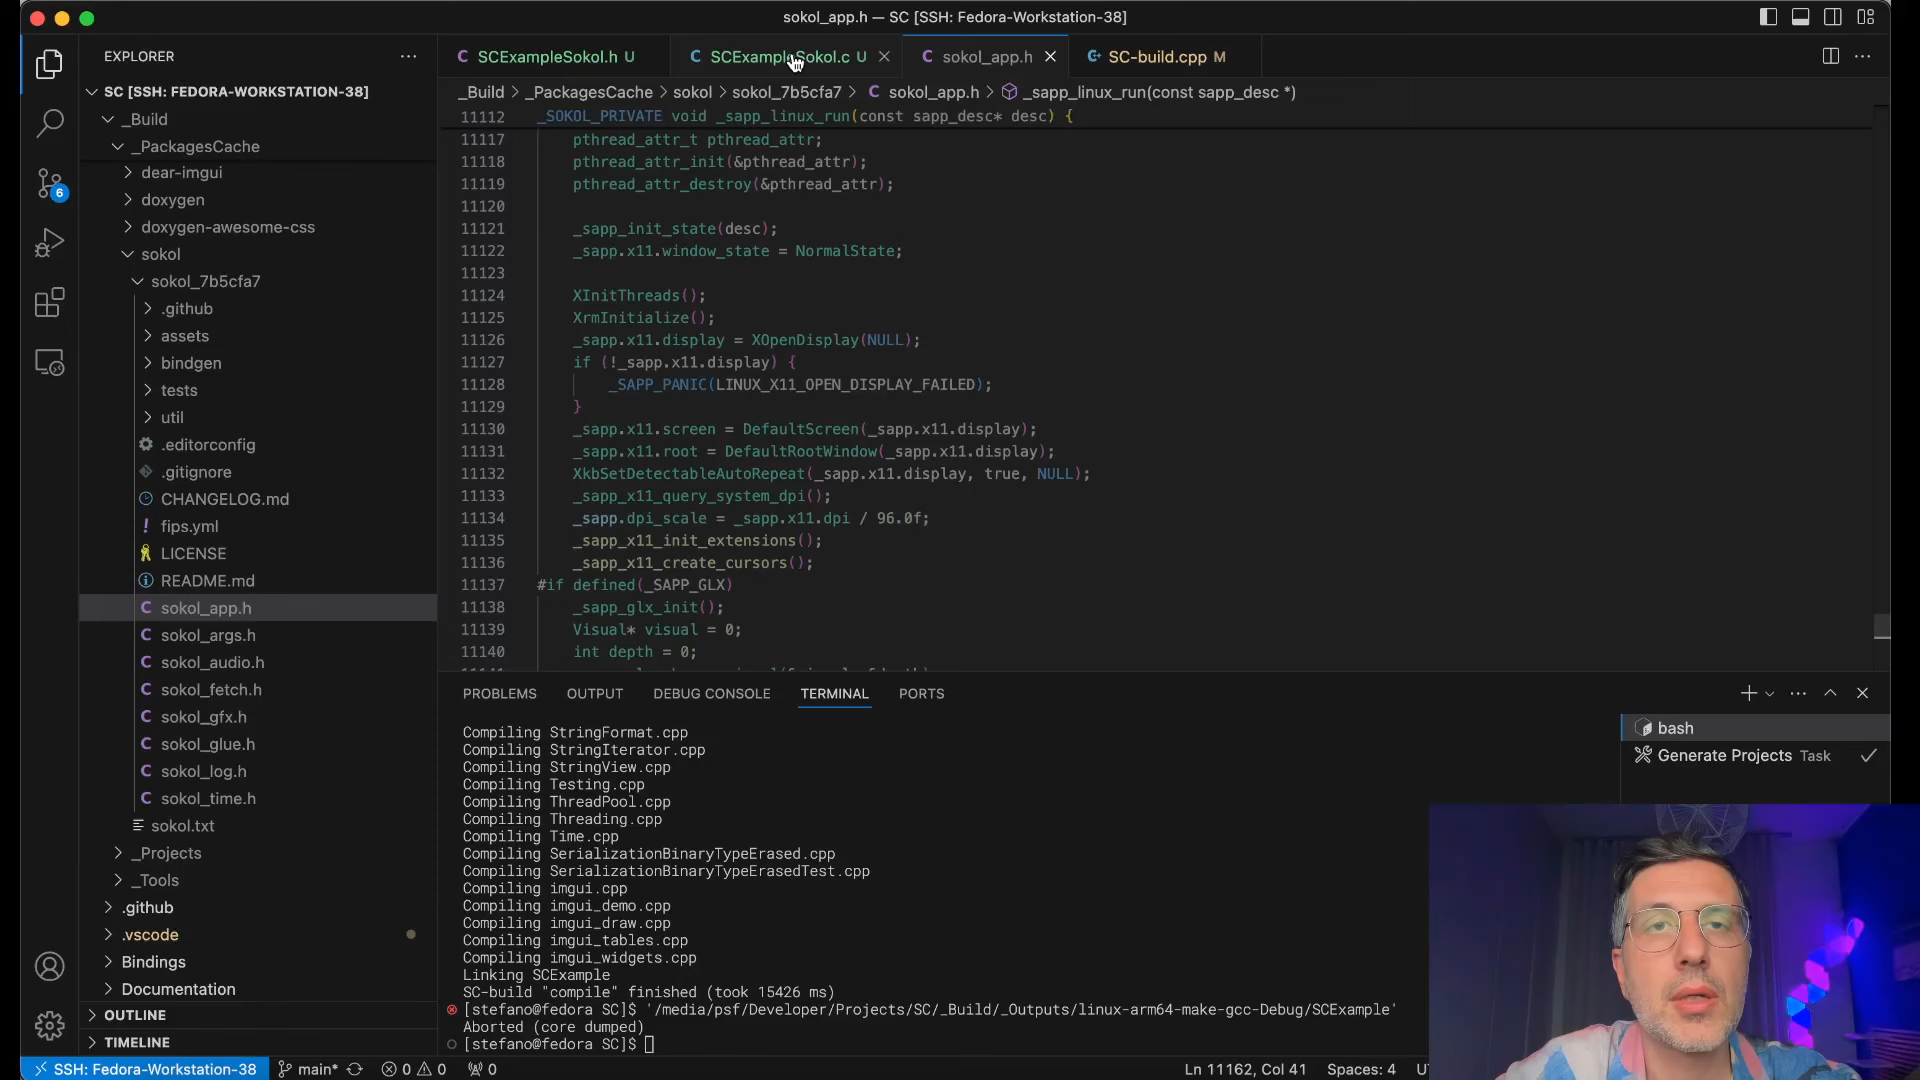 sokol_app.h — SC [SSH: Fedora-Workstation-38]
EXPLORER
SCExampleSokol.h U
SCExampleSokol.c U
sokol_app.h
SC-build.cpp M
SC [SSH: FEDORA-WORKSTATION-38]
_Build
_PackagesCache
dear-imgui
doxygen
doxygen-awesome-css
sokol
sokol_7b5cfa7
.github
assets
bindgen
tests
util
.editorconfig
.gitignore
CHANGELOG.md
fips.yml
LICENSE
README.md
sokol_app.h
sokol_args.h
sokol_audio.h
sokol_fetch.h
sokol_gfx.h
sokol_glue.h
sokol_log.h
sokol_time.h
sokol.txt
_Projects
_Tools
.github
.vscode
Bindings
Documentation
OUTLINE
TIMELINE
6
_Build > _PackagesCache > sokol > sokol_7b5cfa7 > C sokol_app.h > _sapp_linux_run(const sapp_desc *)
11112 _SOKOL_PRIVATE void _sapp_linux_run(const sapp_desc* desc) {
11117 pthread_attr_t pthread_attr;
11118 pthread_attr_init(&pthread_attr);
11119 pthread_attr_destroy(&pthread_attr);
11120
11121 _sapp_init_state(desc);
11122 _sapp.x11.window_state = NormalState;
11123
11124 XInitThreads();
11125 XrmInitialize();
11126 _sapp.x11.display = XOpenDisplay(NULL);
11127 if (!_sapp.x11.display) {
11128 _SAPP_PANIC(LINUX_X11_OPEN_DISPLAY_FAILED);
11129 }
11130 _sapp.x11.screen = DefaultScreen(_sapp.x11.display);
11131 _sapp.x11.root = DefaultRootWindow(_sapp.x11.display);
11132 XkbSetDetectableAutoRepeat(_sapp.x11.display, true, NULL);
11133 _sapp_x11_query_system_dpi();
11134 _sapp.dpi_scale = _sapp.x11.dpi / 96.0f;
11135 _sapp_x11_init_extensions();
11136 _sapp_x11_create_cursors();
11137 #if defined(_SAPP_GLX)
11138 _sapp_glx_init();
11139 Visual* visual = 0;
11140 int depth = 0;
PROBLEMS OUTPUT DEBUG CONSOLE TERMINAL PORTS
Compiling StringFormat.cpp
Compiling StringIterator.cpp
Compiling StringView.cpp
Compiling Testing.cpp
Compiling ThreadPool.cpp
Compiling Threading.cpp
Compiling Time.cpp
Compiling SerializationBinaryTypeErased.cpp
Compiling SerializationBinaryTypeErasedTest.cpp
Compiling imgui.cpp
Compiling imgui_demo.cpp
Compiling imgui_draw.cpp
Compiling imgui_tables.cpp
Compiling imgui_widgets.cpp
Linking SCExample
SC-build "compile" finished (took 15426 ms)
[stefano@fedora SC]$ '/media/psf/Developer/Projects/SC/_Build/_Outputs/linux-arm64-make-gcc-Debug/SCExample'
Aborted (core dumped)
[stefano@fedora SC]$
bash
Generate Projects Task
SSH: Fedora-Workstation-38 main* 0 0 0 Ln 11162, Col 41 Spaces: 4